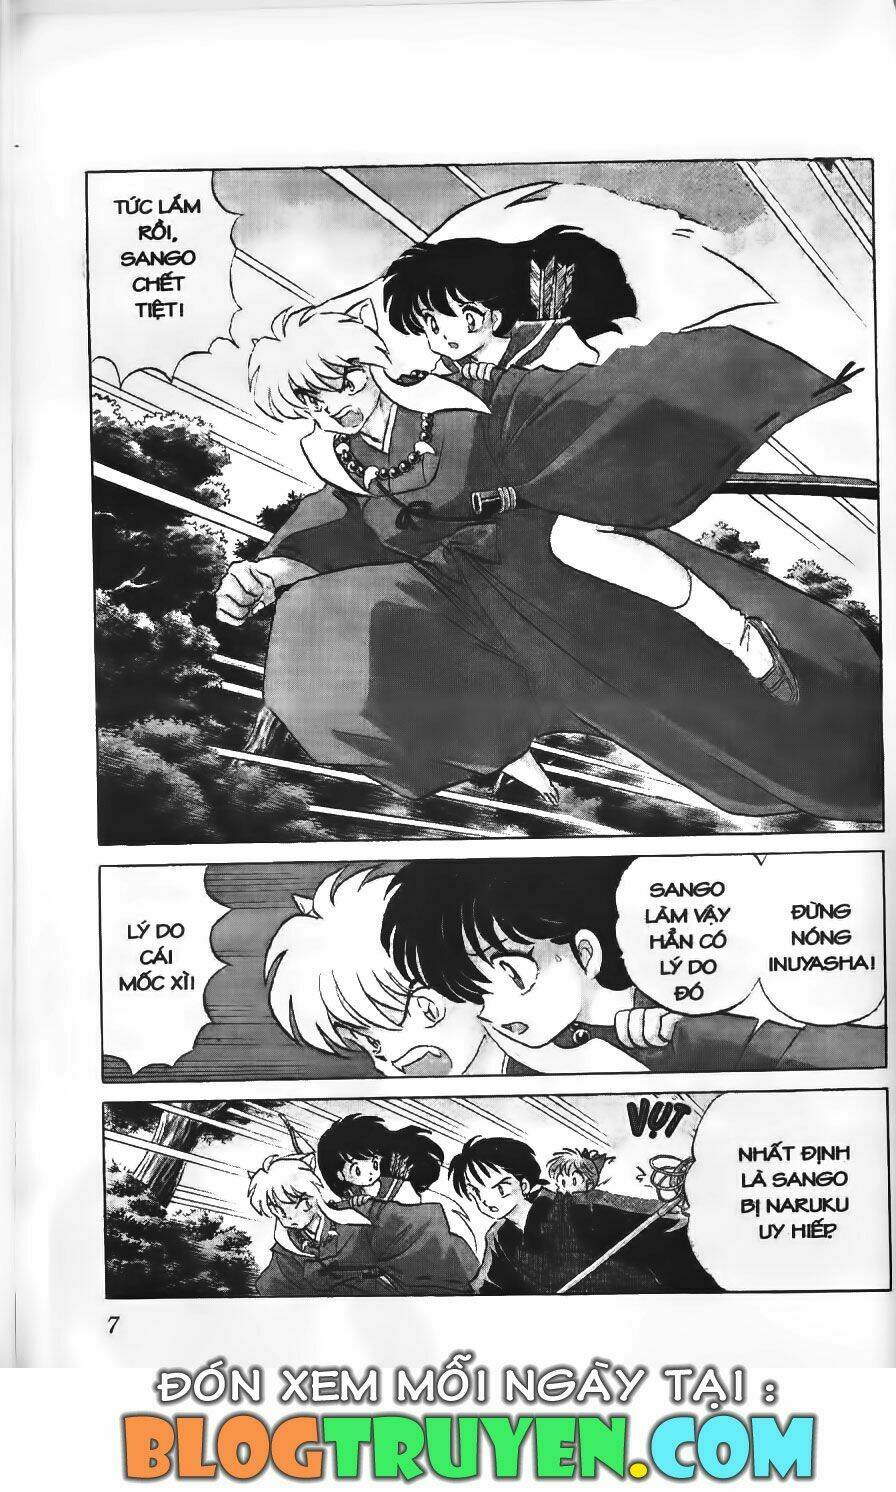 TỨC LẮM
RỒI,
SANGO
CHẾT
TIỆT!
ĐỪNG
NÓNG
INUYASHA!
SANGO
LÀM VẬY
HẲN CÓ
LÝ DO
ĐÓ
LÝ DO
CÁI
MỐC XÌ!
VỤT
NHẤT ĐỊNH
LÀ SANGO
BỊ NARUKU
UY HIẾP.
7
ĐÓN XEM MỖI NGÀY TẠI :
BLOGTRUYEN.COM